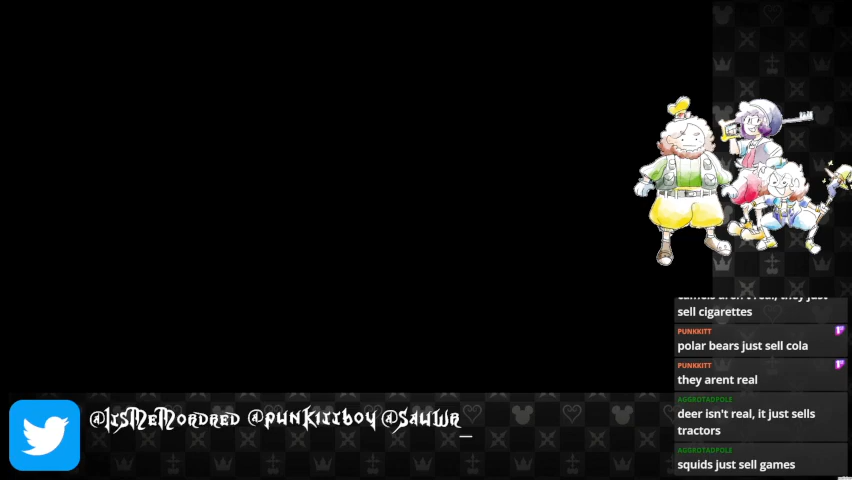 sell cigarettes
PUNKKITT
polar bears just sell cola
PUNKKITT
they arent real
AGGROTADPOLE
deer isn't real, it just sells
tractors
AGGROTADPOLE
squids just sell games
@ItsMeMordred @punkittboy @SauWr_